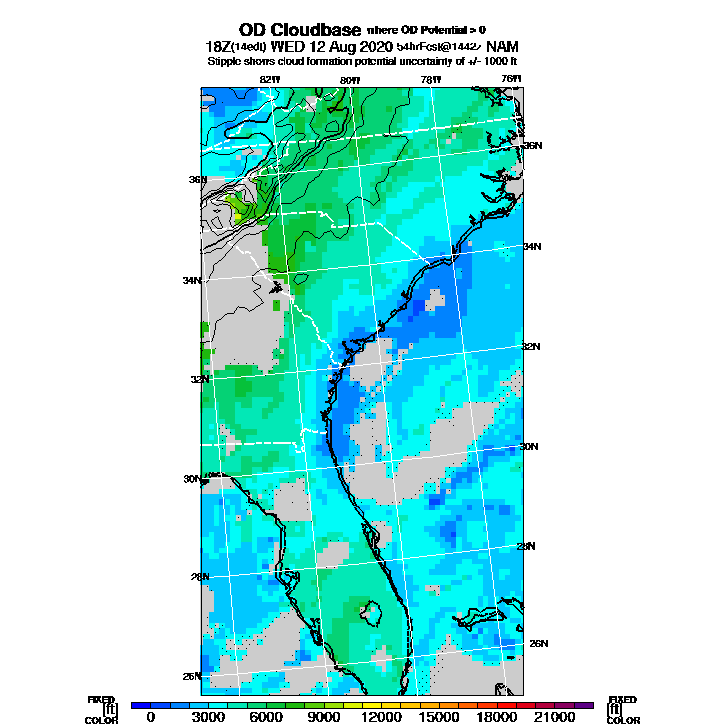 OD Cloudbase where OD Potential > 0
18Z(14edt) WED 12 Aug 2020 54hrFcst@1442z NAM
Stipple shows cloud formation potential uncertainty of +/- 1000 ft
82W 80W 78W 76W
36N
36N
34N
34N
32N
32N
30N
30N
28N
28N
26N
26N
FIXED FIXED
[ft] [ft]
COLOR COLOR
0 3000 6000 9000 12000 15000 18000 21000